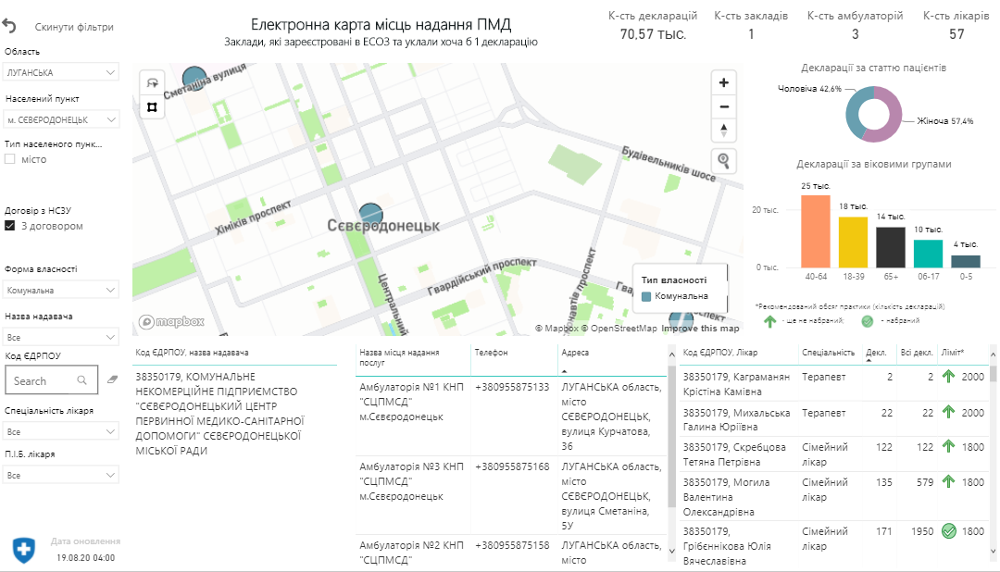 Скинути фільтри
Електронна карта місць надання ПМД
Заклади, які зареєстровані в ЕСОЗ та уклали хоча б 1 декларацію
К-сть декларацій
70,57 тыс.
К-сть закладів
1
К-сть амбулаторій
3
К-сть лікарів
57
Область
ЛУГАНСЬКА
Населений пункт
м. СЄВЄРОДОНЕЦЬК
Тип населеного пунк...
місто
Договір з НСЗУ
З договором
Форма власності
Комунальна
Назва надавача
Все
Код ЄДРПОУ
Search
Спеціальність лікаря
Все
П.І.Б. лікаря
Все
Дата оновлення
19.08.20 04:00
Сметаніна вулиця
Будівельників шосе
Хіміків проспект
Сєвєродонецьк
Центральний
Гвардійський проспект
проспект
Тип власності
Комунальна
mapbox
© Mapbox © OpenStreetMap Improve this map
Декларації за статтю пацієнтів
Чоловіча 42,6%
Жіноча 57,4%
Декларації за віковими групами
25 тыс.
18 тыс.
14 тыс.
10 тыс.
4 тыс.
20 тыс.
0 тыс.
40-64 18-39 65+ 06-17 0-5
*Рекомендований обсяг практики (кількість декларацій)
- ще не набраний;
- набраний
Код ЄДРПОУ, назва надавача
38350179, КОМУНАЛЬНЕ
НЕКОМЕРЦІЙНЕ ПІДПРИЄМСТВО
"СЄВЄРОДОНЕЦЬКИЙ ЦЕНТР
ПЕРВИННОЇ МЕДИКО-САНІТАРНОЇ
ДОПОМОГИ" СЄВЄРОДОНЕЦЬКОЇ
МІСЬКОЇ РАДИ
Назва місця надання
послуг
Телефон
Адреса
Амбулаторія №1 КНП
"СЦПМСД"
м.Сєвєродонецьк
+380955875133
ЛУГАНСЬКА область,
місто
СЄВЄРОДОНЕЦЬК,
вулиця Курчатова,
36
Амбулаторія №3 КНП
"СЦПМСД"
м.Сєвєродонецьк
+380955875168
ЛУГАНСЬКА область,
місто
СЄВЄРОДОНЕЦЬК,
вулиця Сметаніна,
5У
Амбулаторія №2 КНП
"СЦПМСД"
+380955875158
ЛУГАНСЬКА область,
місто
Код ЄДРПОУ, Лікар
Спеціальність
Декл.
Всі декл.
Ліміт*
38350179, Каграманян
Крістіна Камівна
Терапевт
2 2 2000
38350179, Михальська
Галина Юріївна
Терапевт
22 22 2000
38350179, Скребцова
Тетяна Петрівна
Сімейний
лікар
122 122 1800
38350179, Могила
Валентина
Олександрівна
Сімейний
лікар
135 579 1800
38350179,
Грібєннікова Юлія
Вячеславівна
Сімейний
лікар
171 1950 1800